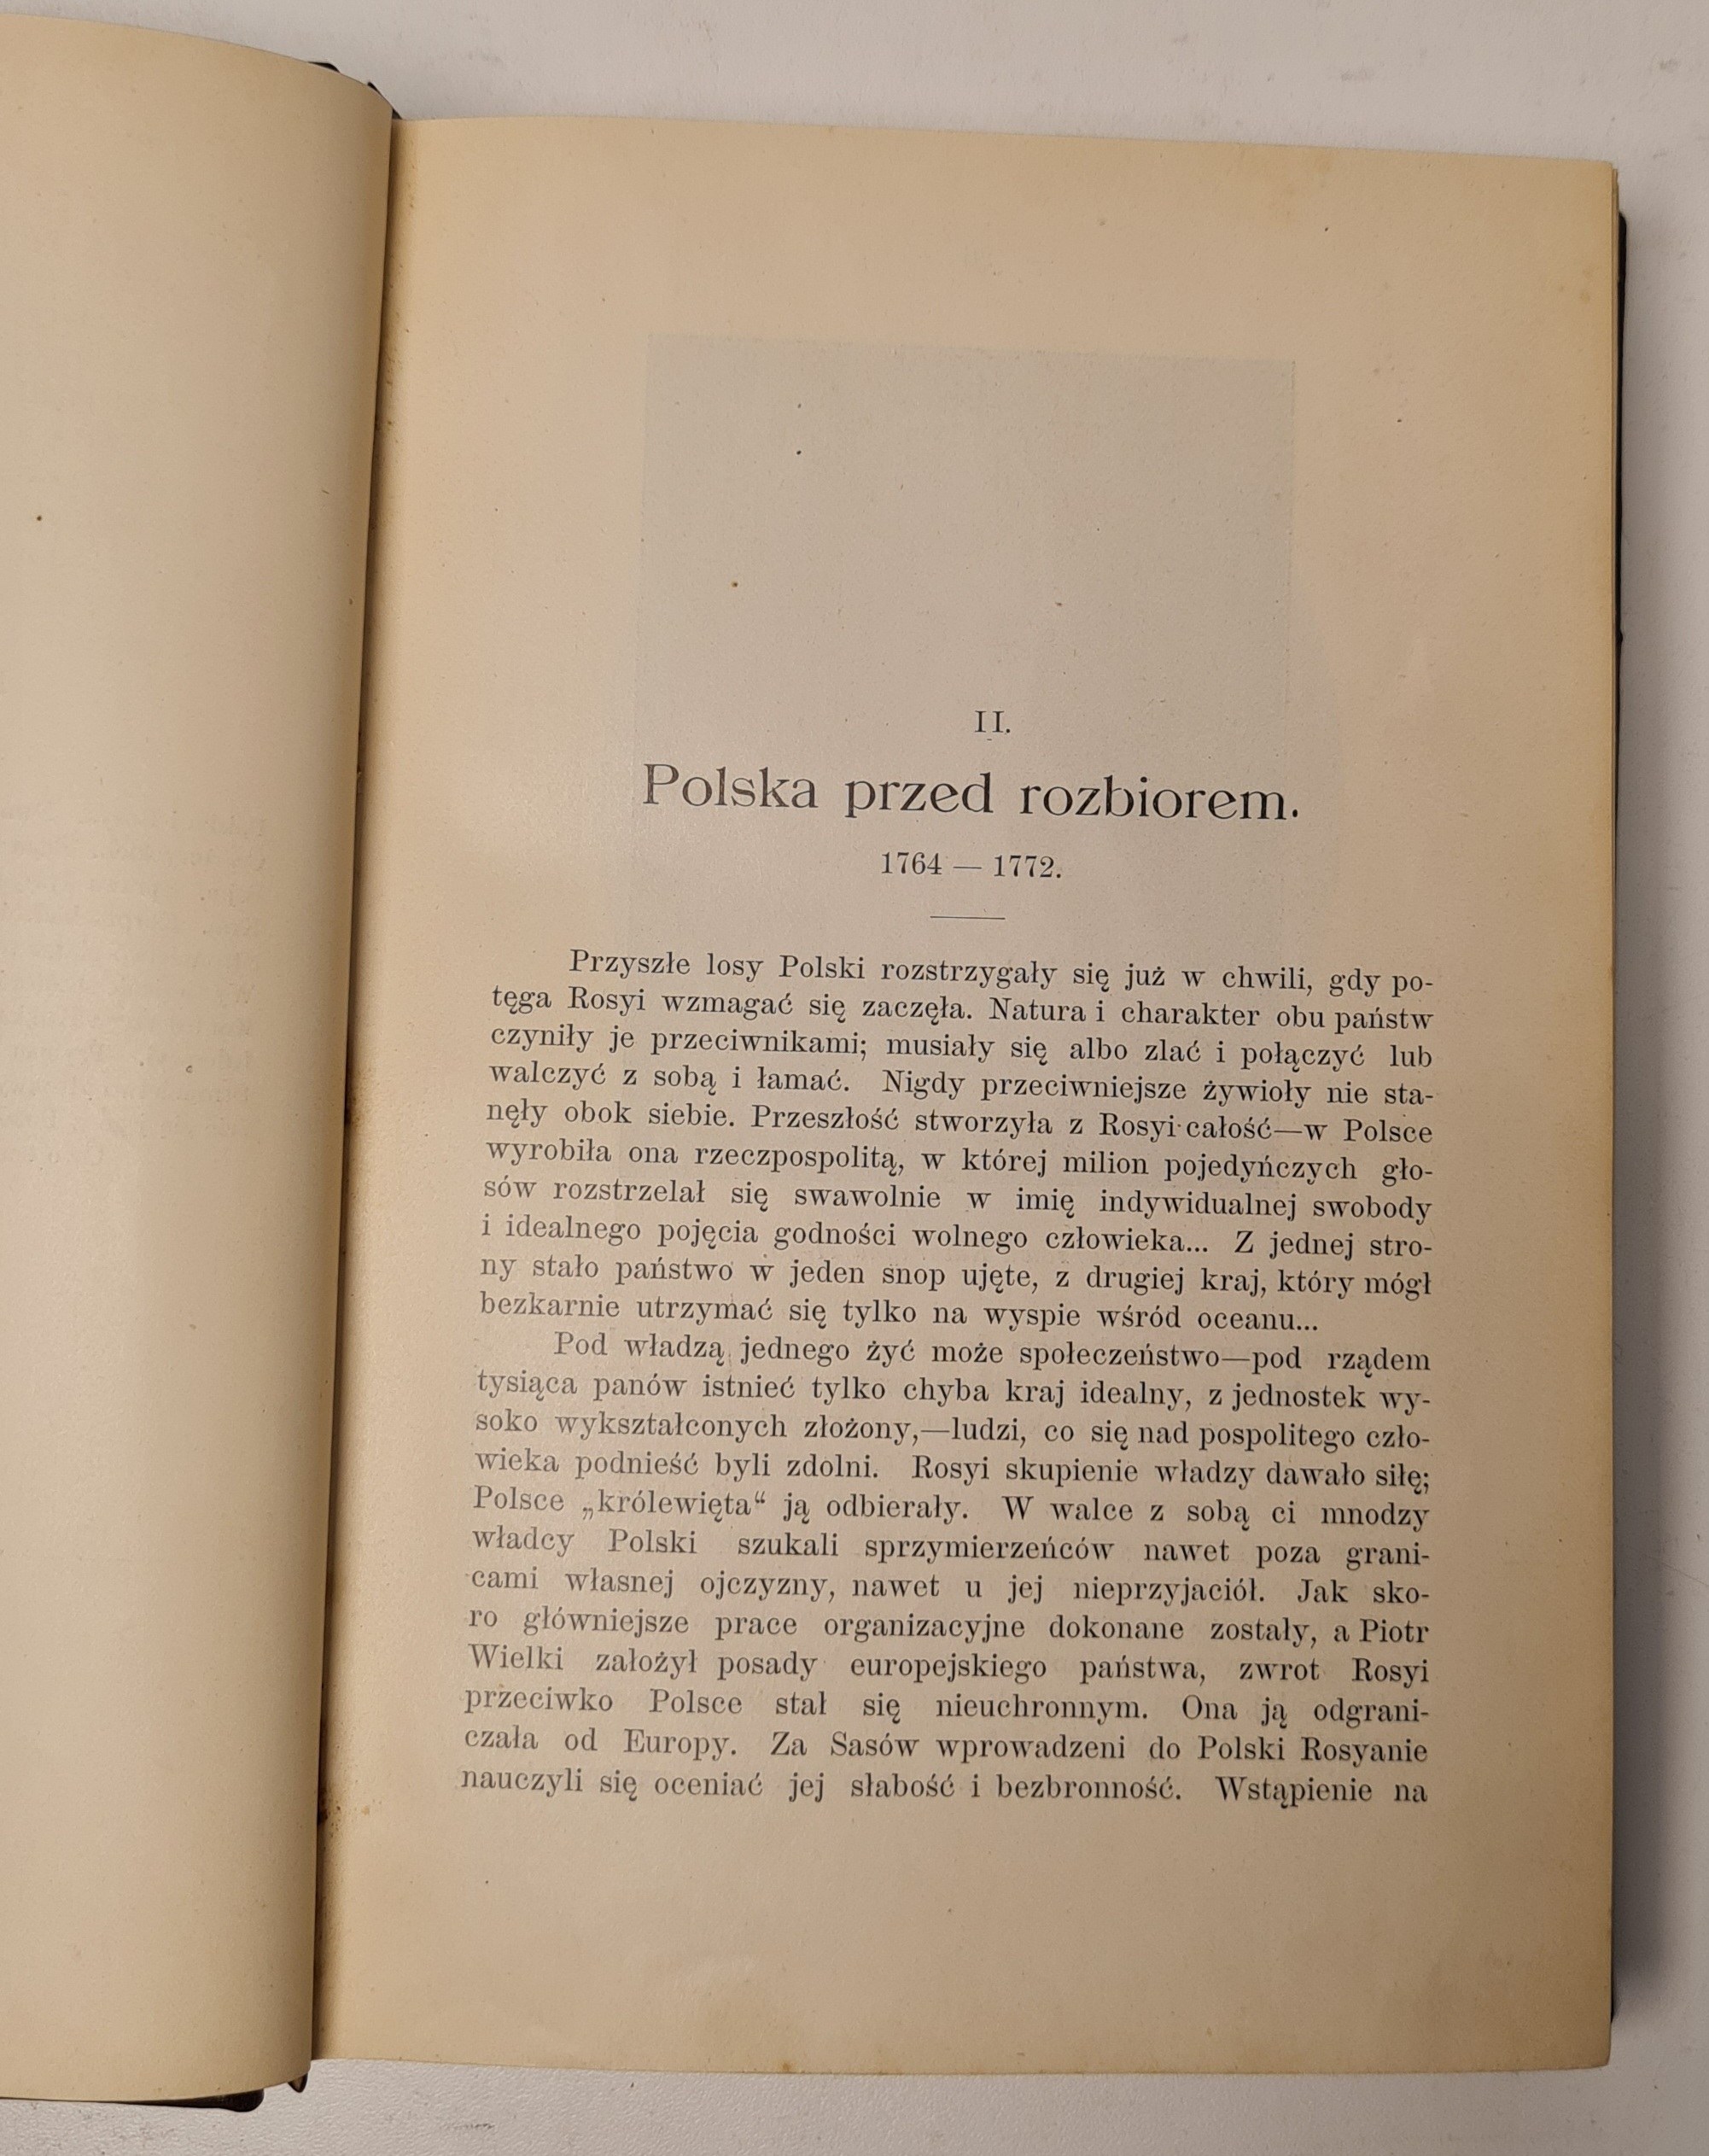 II.
Polska przed rozbiorem.
1764 — 1772.
Przyszłe losy Polski rozstrzygały się już w chwili, gdy po-
tęga Rosyi wzmagać się zaczęła. Natura i charakter obu państw
czyniły je przeciwnikami; musiały się albo zlać i połączyć lub
walczyć z sobą i łamać. Nigdy przeciwniejsze żywioły nie sta-
nęły obok siebie. Przeszłość stworzyła z Rosyi całość—w Polsce
wyrobiła ona rzeczpospolitą, w której milion pojedyńczych gło-
sów rozstrzelał się swawolnie w imię indywidualnej swobody
i idealnego pojęcia godności wolnego człowieka... Z jednej stro-
ny stało państwo w jeden snop ujęte, z drugiej kraj, który mógł
bezkarnie utrzymać się tylko na wyspie wśród oceanu...
Pod władzą jednego żyć może społeczeństwo—pod rządem
tysiąca panów istnieć tylko chyba kraj idealny, z jednostek wy-
soko wykształconych złożony,—ludzi, co się nad pospolitego czło-
wieka podnieść byli zdolni. Rosyi skupienie władzy dawało siłę;
Polsce „królewięta“ ją odbierały. W walce z sobą ci mnodzy
władcy Polski szukali sprzymierzeńców nawet poza grani-
cami własnej ojczyzny, nawet u jej nieprzyjaciół. Jak sko-
ro główniejsze prace organizacyjne dokonane zostały, a Piotr
Wielki założył posady europejskiego państwa, zwrot Rosyi
przeciwko Polsce stał się nieuchronnym. Ona ją odgrani-
czała od Europy. Za Sasów wprowadzeni do Polski Rosyanie
nauczyli się oceniać jej słabość i bezbronność. Wstąpienie na